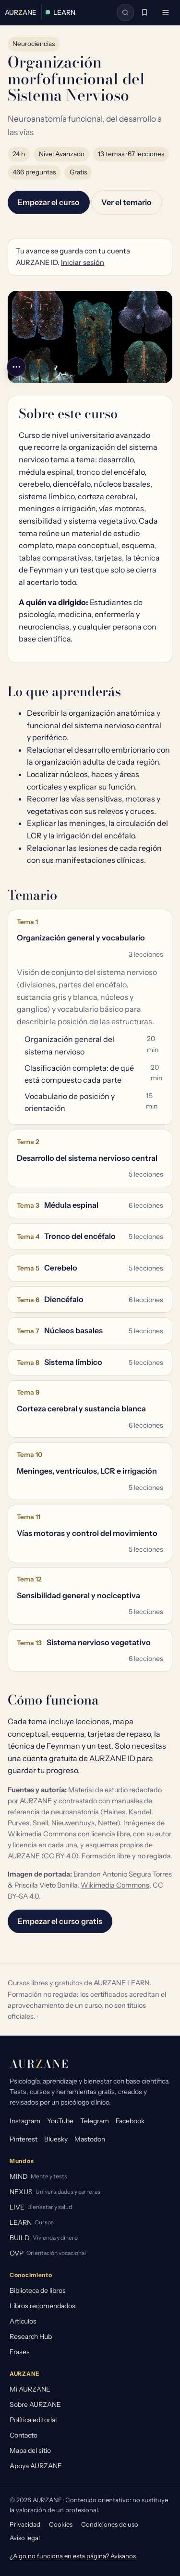 AURZANE LEARN
Neurociencias
Organización
morfofuncional del
Sistema Nervioso
Neuroanatomía funcional, del desarrollo a
las vías
24 h Nivel Avanzado 13 temas · 67 lecciones
466 preguntas Gratis
Empezar el curso Ver el temario
Tu avance se guarda con tu cuenta
AURZANE ID. Iniciar sesión
Sobre este curso
Curso de nivel universitario avanzado
que recorre la organización del sistema
nervioso tema a tema: desarrollo,
médula espinal, tronco del encéfalo,
cerebelo, diencéfalo, núcleos basales,
sistema límbico, corteza cerebral,
meninges e irrigación, vías motoras,
sensibilidad y sistema vegetativo. Cada
tema reúne un material de estudio
completo, mapa conceptual, esquema,
tablas comparativas, tarjetas, la técnica
de Feynman y un test que solo se cierra
al acertarlo todo.
A quién va dirigido: Estudiantes de
psicología, medicina, enfermería y
neurociencias, y cualquier persona con
base científica.
Lo que aprenderás
• Describir la organización anatómica y
funcional del sistema nervioso central
y periférico.
• Relacionar el desarrollo embrionario con
la organización adulta de cada región.
• Localizar núcleos, haces y áreas
corticales y explicar su función.
• Recorrer las vías sensitivas, motoras y
vegetativas con sus relevos y cruces.
• Explicar las meninges, la circulación del
LCR y la irrigación del encéfalo.
• Relacionar las lesiones de cada región
con sus manifestaciones clínicas.
Temario
Tema 1
Organización general y vocabulario
3 lecciones
Visión de conjunto del sistema nervioso
(divisiones, partes del encéfalo,
sustancia gris y blanca, núcleos y
ganglios) y vocabulario básico para
describir la posición de las estructuras.
Organización general del
sistema nervioso
20
min
Clasificación completa: de qué
está compuesto cada parte
20
min
Vocabulario de posición y
orientación
15
min
Tema 2
Desarrollo del sistema nervioso central
5 lecciones
Tema 3 Médula espinal 6 lecciones
Tema 4 Tronco del encéfalo 5 lecciones
Tema 5 Cerebelo 5 lecciones
Tema 6 Diencéfalo 6 lecciones
Tema 7 Núcleos basales 5 lecciones
Tema 8 Sistema límbico 5 lecciones
Tema 9
Corteza cerebral y sustancia blanca
6 lecciones
Tema 10
Meninges, ventrículos, LCR e irrigación
5 lecciones
Tema 11
Vías motoras y control del movimiento
5 lecciones
Tema 12
Sensibilidad general y nociceptiva
5 lecciones
Tema 13 Sistema nervioso vegetativo
6 lecciones
Cómo funciona
Cada tema incluye lecciones, mapa
conceptual, esquema, tarjetas de repaso, la
técnica de Feynman y un test. Solo necesitas
una cuenta gratuita de AURZANE ID para
guardar tu progreso.
Fuentes y autoría: Material de estudio redactado
por AURZANE y contrastado con manuales de
referencia de neuroanatomía (Haines, Kandel,
Purves, Snell, Nieuwenhuys, Netter). Imágenes de
Wikimedia Commons con licencia libre, con su autor
y licencia en cada una, y esquemas propios de
AURZANE (CC BY 4.0). Formación libre y no reglada.
Imagen de portada: Brandon Antonio Segura Torres
& Priscilla Vieto Bonilla, Wikimedia Commons, CC
BY-SA 4.0.
Empezar el curso gratis
Cursos libres y gratuitos de AURZANE LEARN.
Formación no reglada: los certificados acreditan el
aprovechamiento de un curso, no son títulos
oficiales. ·
AURZANE
Psicología, aprendizaje y bienestar con base científica.
Tests, cursos y herramientas gratis, creados y
revisados por un psicólogo clínico.
Instagram YouTube Telegram Facebook
Pinterest Bluesky Mastodon
Mundos
MIND Mente y tests
NEXUS Universidades y carreras
LIVE Bienestar y salud
LEARN Cursos
BUILD Vivienda y dinero
OVP Orientación vocacional
Conocimiento
Biblioteca de libros
Libros recomendados
Artículos
Research Hub
Frases
AURZANE
Mi AURZANE
Sobre AURZANE
Política editorial
Contacto
Mapa del sitio
Apoya AURZANE
© 2026 AURZANE · Contenido orientativo: no sustituye
la valoración de un profesional.
Privacidad Cookies Condiciones de uso
Aviso legal
¿Algo no funciona en esta página? Avísanos